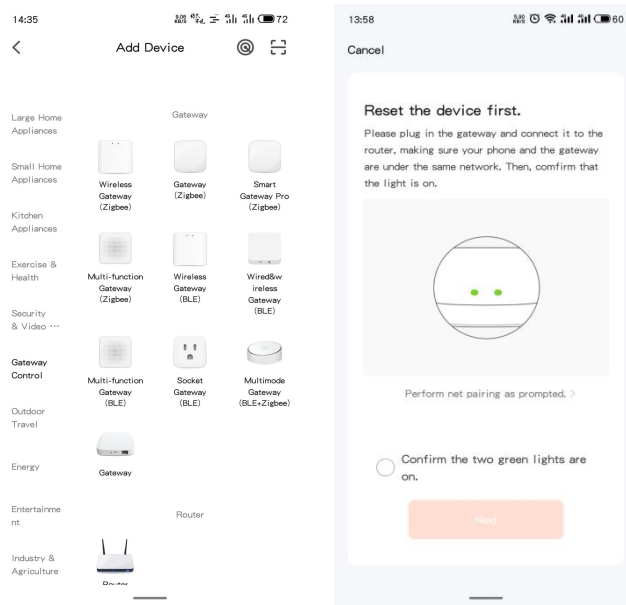 14:35
72
Add Device
Large Home
Appliances
Small Home
Appliances
Kitchen
Appliances
Exercise &
Health
Security
& Video ···
Gateway
Control
Outdoor
Travel
Energy
Entertainme
nt
Industry &
Agriculture
Gateway
Wireless
Gateway
(Zigbee)
Gateway
(Zigbee)
Smart
Gateway Pro
(Zigbee)
Multi-function
Gateway
(Zigbee)
Wireless
Gateway
(BLE)
Wired&w
ireless
Gateway
(BLE)
Multi-function
Gateway
(BLE)
Socket
Gateway
(BLE)
Multimode
Gateway
(BLE+Zigbee)
Gateway
Router
Router
13:58
60
Cancel
Reset the device first.
Please plug in the gateway and connect it to the
router, making sure your phone and the gateway
are under the same network. Then, comfirm that
the light is on.
Perform net pairing as prompted. >
Confirm the two green lights are
on.
Next